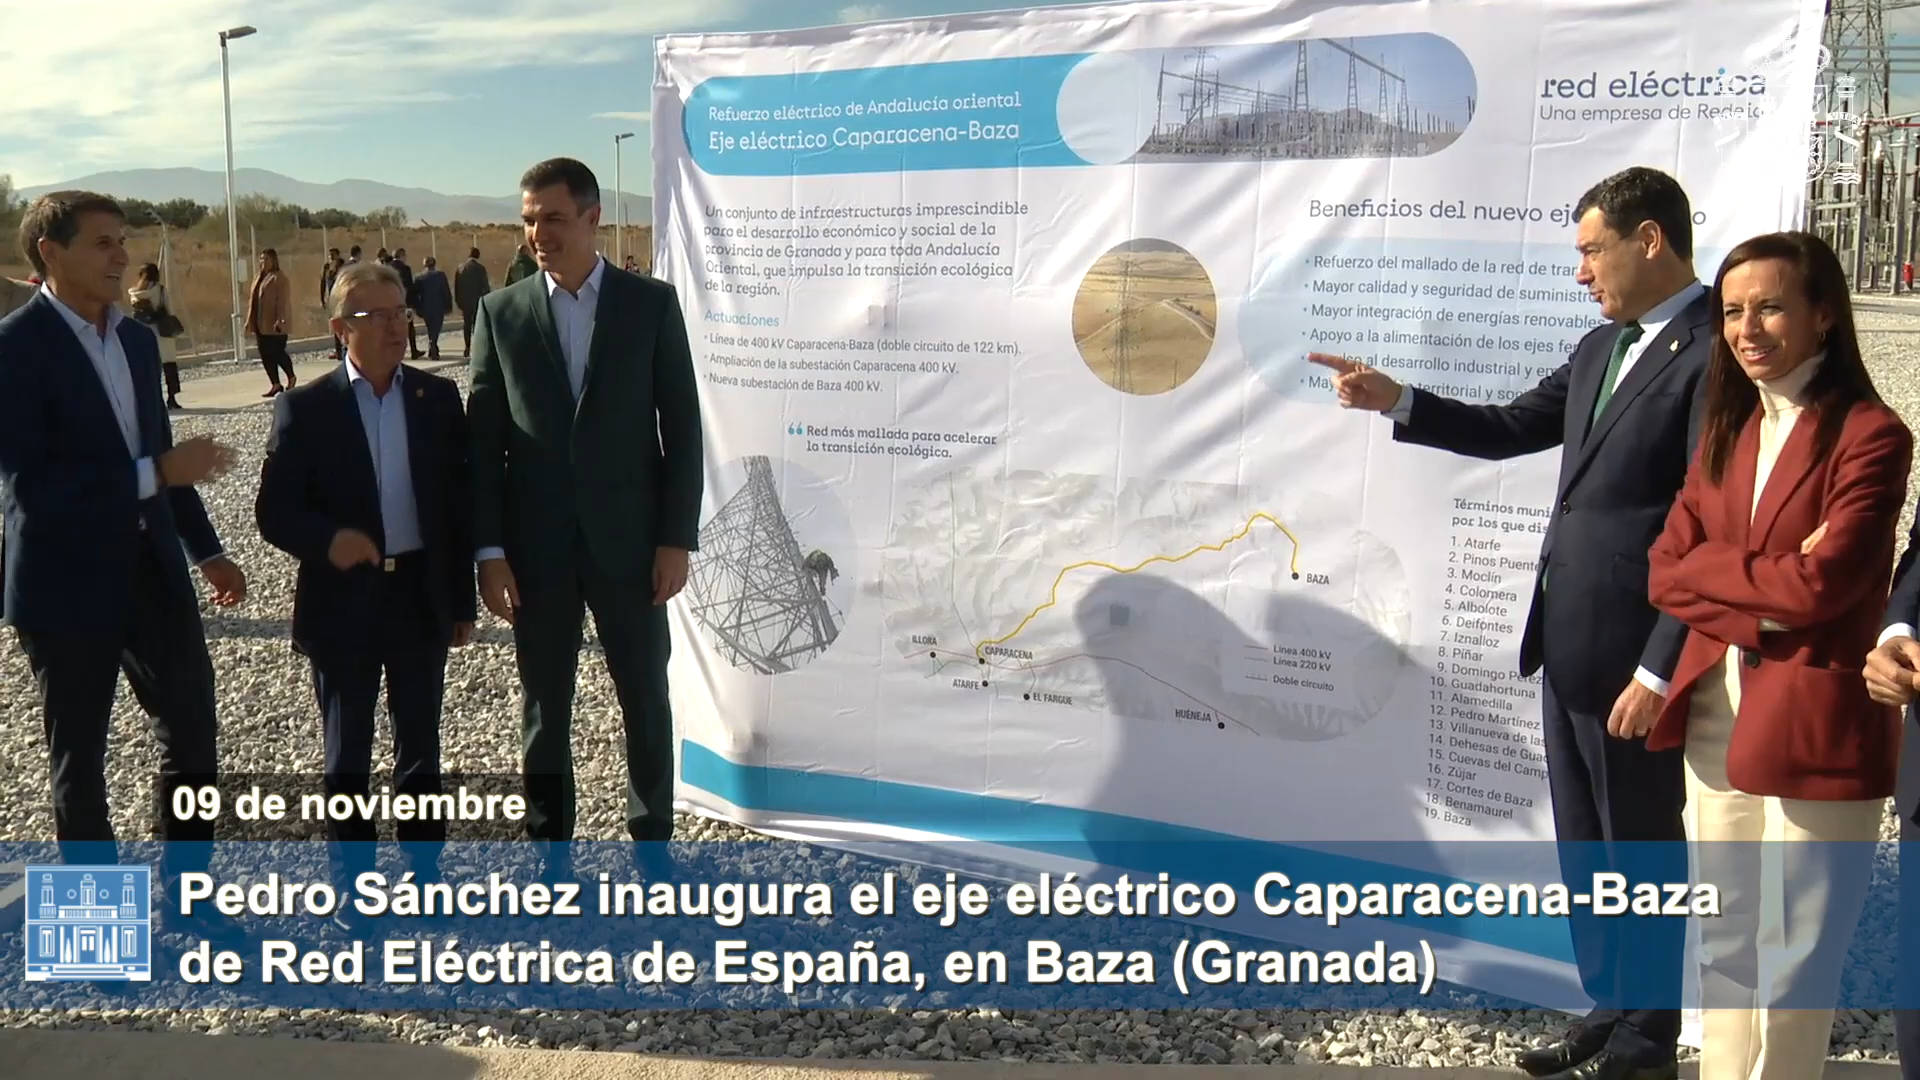 Refuerzo eléctrico de Andalucía oriental
Eje eléctrico Caparacena-Baza
red eléctrica
Una empresa de Redeia
Un conjunto de infraestructuras imprescindible
para el desarrollo económico y social de la
provincia de Granada y para toda Andalucía
Oriental, que impulsa la transición ecológica
de la región.
Actuaciones
· Línea de 400 kV Caparacena-Baza (doble circuito de 122 km).
· Ampliación de la subestación Caparacena 400 kV.
· Nueva subestación de Baza 400 kV.
“ Red más mallada para acelerar
la transición ecológica.
Beneficios del nuevo
· Refuerzo del mallado de la red de
· Mayor calidad y seguridad de
· Mayor integración de energías renovables
· Apoyo a la alimentación de los ejes
al desarrollo industrial y
ILLORA
CAPARACENA
ATARFE
EL FARGUE
HUÉNEJA
BAZA
Línea 400 kV
Línea 220 kV
Doble circuito
Términos
por los que
1. Atarfe
2. Pinos Puente
3. Moclín
4. Colomera
5. Albolote
6. Deifontes
7. Iznalloz
8. Píñar
9. Domingo Pérez
10. Guadahortuna
11. Alamedilla
12. Pedro Martínez
13. Villanueva de las
14. Dehesas de
15. Cuevas del
16. Zújar
17. Cortes de Baza
18. Benamaurel
19. Baza
09 de noviembre
Pedro Sánchez inaugura el eje eléctrico Caparacena-Baza
de Red Eléctrica de España, en Baza (Granada)